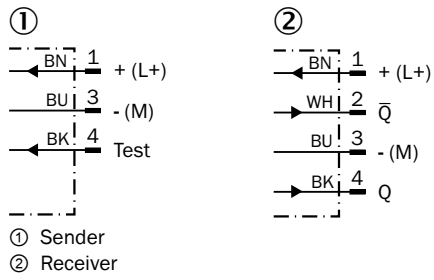 ①
BN 1 + (L+)
BU 3 - (M)
BK 4 Test
②
BN 1 + (L+)
WH 2 Q̅
BU 3 - (M)
BK 4 Q
① Sender
② Receiver